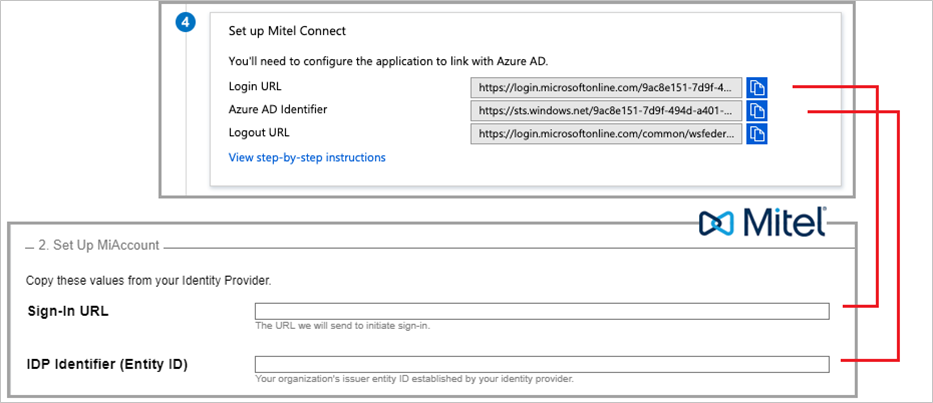 4
Set up Mitel Connect
You'll need to configure the application to link with Azure AD.
Login URL https://login.microsoftonline.com/9ac8e151-7d9f-4...
Azure AD Identifier https://sts.windows.net/9ac8e151-7d9f-494d-a401-...
Logout URL https://login.microsoftonline.com/common/wsfeder...
View step-by-step instructions
Mitel®
2. Set Up MiAccount
Copy these values from your Identity Provider.
Sign-In URL
The URL we will send to initiate sign-in.
IDP Identifier (Entity ID)
Your organization's issuer entity ID established by your identity provider.